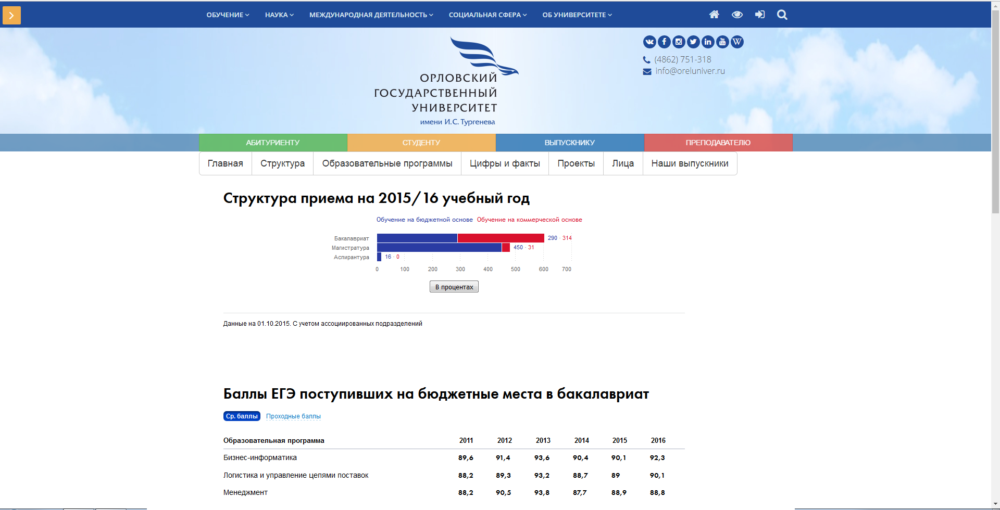 ОБУЧЕНИЕ НАУКА МЕЖДУНАРОДНАЯ ДЕЯТЕЛЬНОСТЬ СОЦИАЛЬНАЯ СФЕРА ОБ УНИВЕРСИТЕТЕ
ОРЛОВСКИЙ
ГОСУДАРСТВЕННЫЙ
УНИВЕРСИТЕТ
имени И.С. Тургенева
(4862) 751-318
info@oreluniver.ru
АБИТУРИЕНТУ СТУДЕНТУ ВЫПУСКНИКУ ПРЕПОДАВАТЕЛЮ
Главная Структура Образовательные программы Цифры и факты Проекты Лица Наши выпускники
Структура приема на 2015/16 учебный год
Обучение на бюджетной основе Обучение на коммерческой основе
Бакалавриат 290 · 314
Магистратура 450 · 31
Аспирантура 16 · 0
0 100 200 300 400 500 600 700
В процентах
Данные на 01.10.2015. С учетом ассоциированных подразделений
Баллы ЕГЭ поступивших на бюджетные места в бакалавриат
Ср. баллы Проходные баллы
Образовательная программа 2011 2012 2013 2014 2015 2016
Бизнес-информатика 89,6 91,4 93,6 90,4 90,1 92,3
Логистика и управление цепями поставок 88,2 89,3 93,2 88,7 89 90,1
Менеджмент 88,2 90,5 93,8 87,7 88,9 88,8